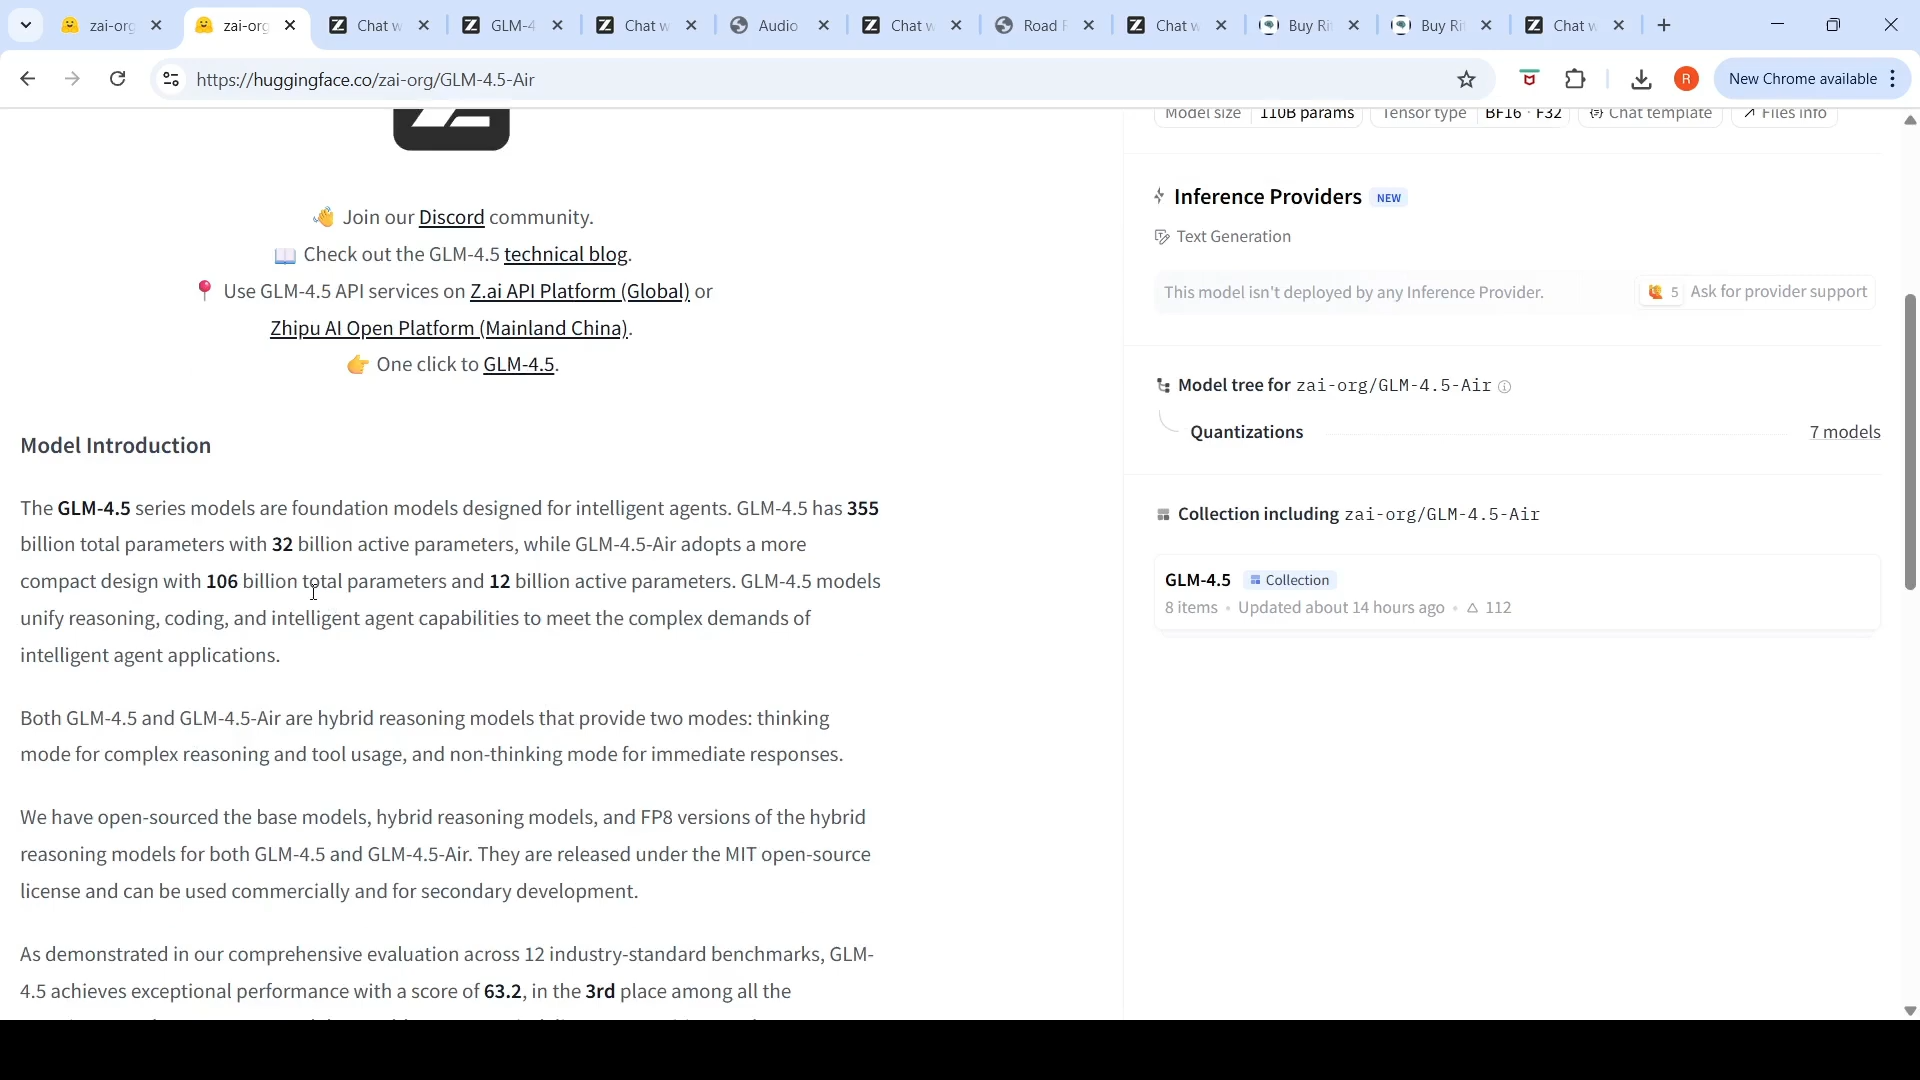 zai-org
zai-org
Chat w
GLM-4
Chat w
Audio
Chat w
Road F
Chat w
Buy Ri
Buy Ri
Chat w
https://huggingface.co/zai-org/GLM-4.5-Air
R
New Chrome available
👋 Join our Discord community.
📖 Check out the GLM-4.5 technical blog.
📍 Use GLM-4.5 API services on Z.ai API Platform (Global) or
Zhipu AI Open Platform (Mainland China).
👉 One click to GLM-4.5.
Model Introduction
The GLM-4.5 series models are foundation models designed for intelligent agents. GLM-4.5 has 355
billion total parameters with 32 billion active parameters, while GLM-4.5-Air adopts a more
compact design with 106 billion total parameters and 12 billion active parameters. GLM-4.5 models
unify reasoning, coding, and intelligent agent capabilities to meet the complex demands of
intelligent agent applications.
Both GLM-4.5 and GLM-4.5-Air are hybrid reasoning models that provide two modes: thinking
mode for complex reasoning and tool usage, and non-thinking mode for immediate responses.
We have open-sourced the base models, hybrid reasoning models, and FP8 versions of the hybrid
reasoning models for both GLM-4.5 and GLM-4.5-Air. They are released under the MIT open-source
license and can be used commercially and for secondary development.
As demonstrated in our comprehensive evaluation across 12 industry-standard benchmarks, GLM-
4.5 achieves exceptional performance with a score of 63.2, in the 3rd place among all the
Model size 110B params Tensor type BF16 · F32 Chat template Files info
Inference Providers NEW
Text Generation
This model isn't deployed by any Inference Provider. 5 Ask for provider support
Model tree for zai-org/GLM-4.5-Air
Quantizations 7 models
Collection including zai-org/GLM-4.5-Air
GLM-4.5 Collection
8 items • Updated about 14 hours ago • △ 112